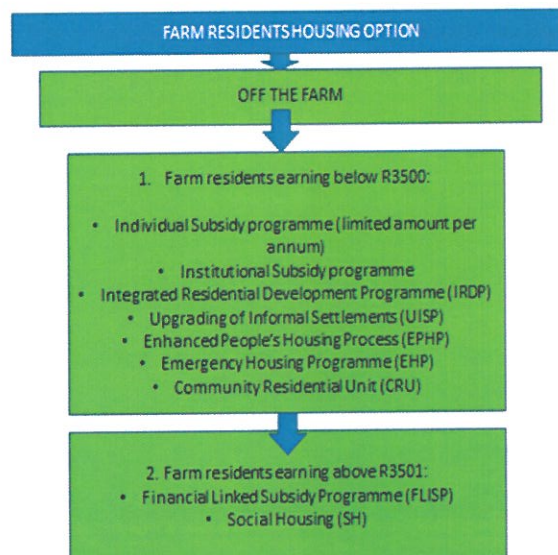 FARM RESIDENTS HOUSING OPTION
OFF THE FARM
1. Farm residents earning below R3500:
• Individual Subsidy programme (limited amount per
annum)
• Institutional Subsidy programme
• Integrated Residential Development Programme (IRDP)
• Upgrading of Informal Settlements (UISP)
• Enhanced People's Housing Process (EPHP)
• Emergency Housing Programme (EHP)
• Community Residential Unit (CRU)
2. Farm residents earning above R3501:
• Financial Linked Subsidy Programme (FLISP)
• Social Housing (SH)